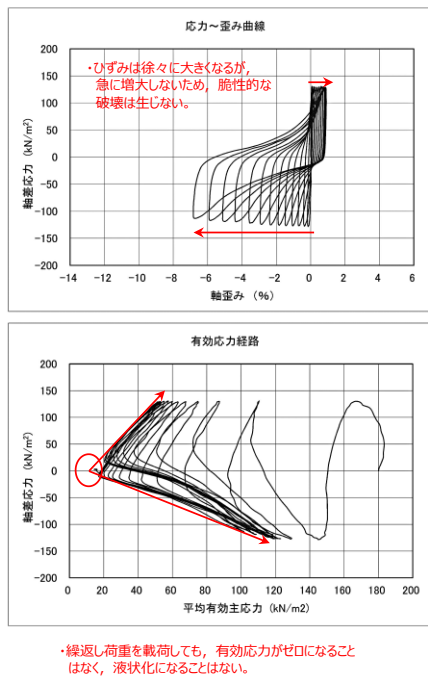 応力～歪み曲線
・ひずみは徐々に大きくなるが，
急に増大しないため，脆性的な
破壊は生じない。
軸差応力（kN/m²）
200
150
100
50
0
−50
−100
−150
200
−14 −12 −10 −8 −6 −4 −2 0 2 4 6
軸歪み （%）
有効応力経路
軸差応力（kN/m²）
200
150
100
50
0
−50
−100
−150
−200
0 20 40 60 80 100 120 140 160 180 200
平均有効主応力（kN/m2）
・繰返し荷重を載荷しても，有効応力がゼロになること
はなく，液状化になることはない。